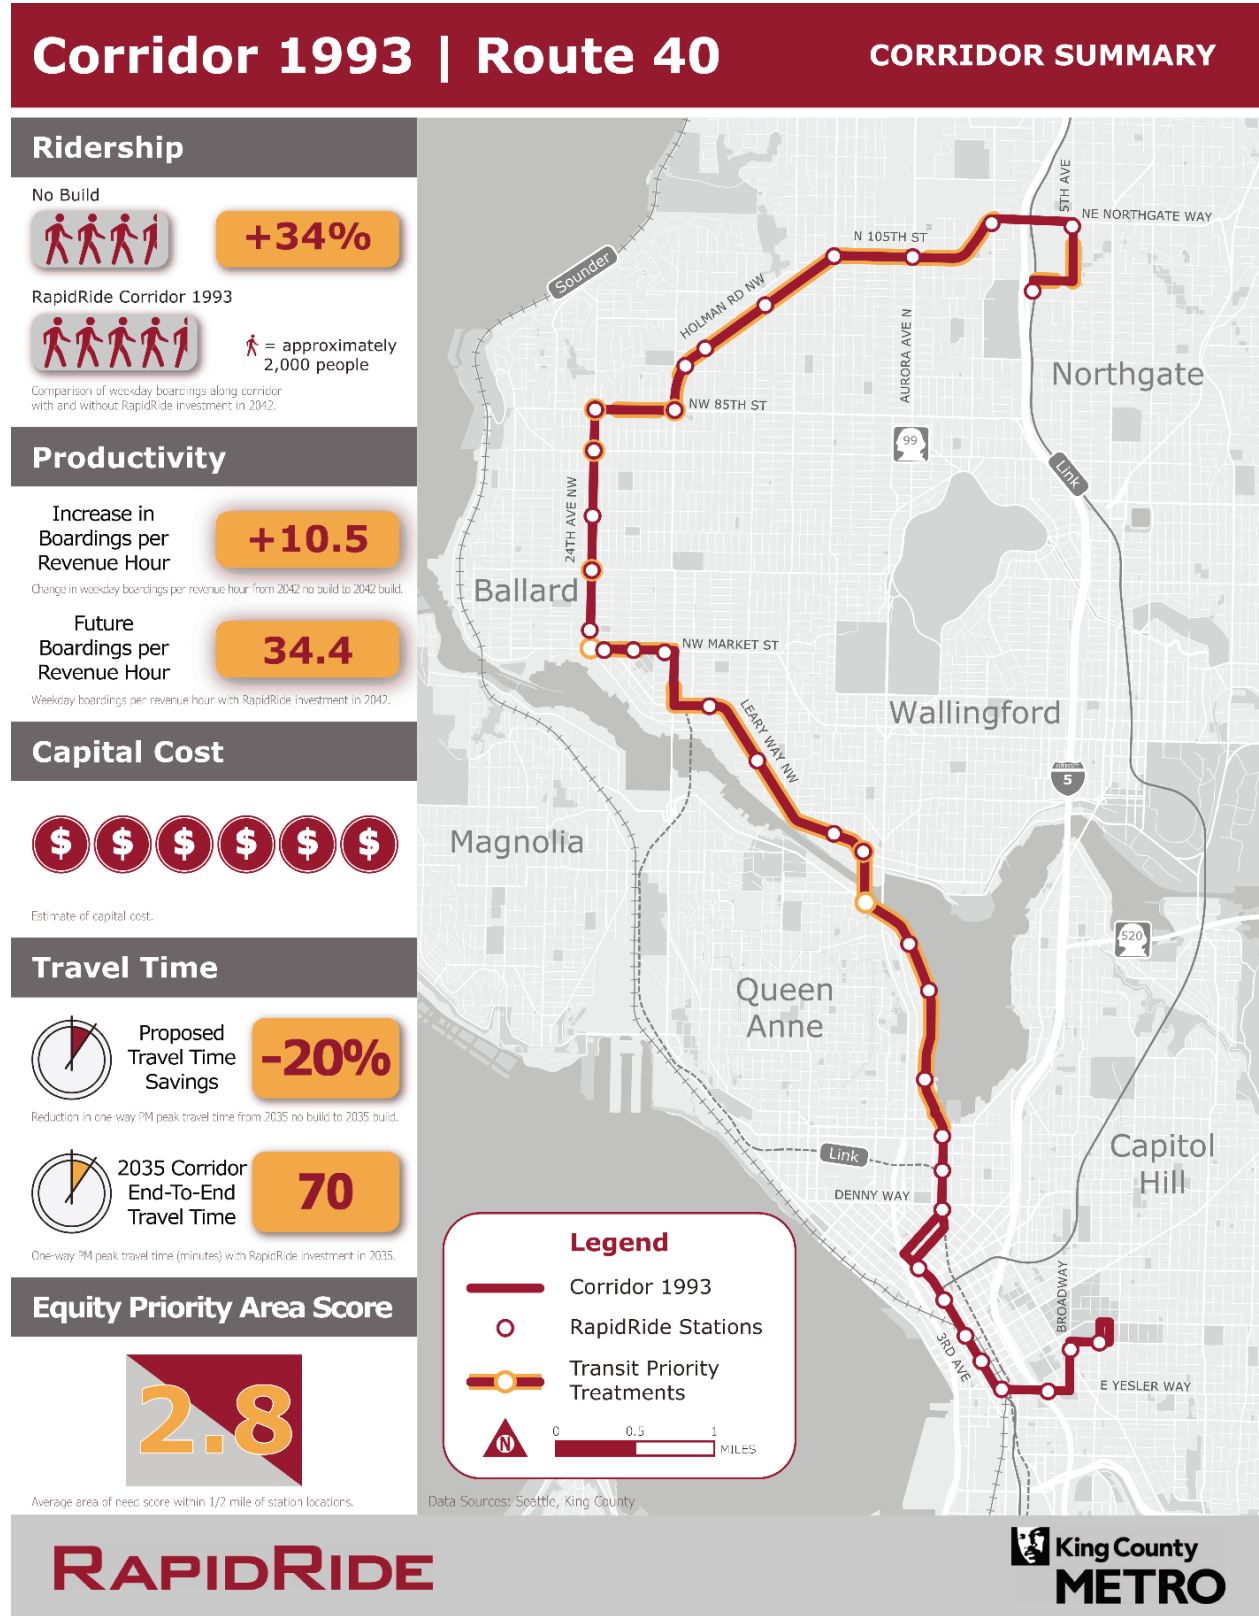 Corridor 1993 | Route 40
CORRIDOR SUMMARY
Ridership
No Build
+34%
RapidRide Corridor 1993
= approximately
2,000 people
Comparison of weekday boardings along corridor
with and without RapidRide investment in 2042.
Productivity
Increase in
Boardings per
Revenue Hour
+10.5
Change in weekday boardings per revenue hour from 2042 no build to 2042 build.
Future
Boardings per
Revenue Hour
34.4
Weekday boardings per revenue hour with RapidRide investment in 2042.
Capital Cost
$ $ $ $ $ $
Estimate of capital cost.
Travel Time
Proposed
Travel Time
Savings
-20%
Reduction in one-way PM peak travel time from 2035 no build to 2035 build.
2035 Corridor
End-To-End
Travel Time
70
One-way PM peak travel time (minutes) with RapidRide investment in 2035.
Equity Priority Area Score
2.8
Average area of need score within 1/2 mile of station locations.
5TH AVE
NE NORTHGATE WAY
N 105TH ST
Sounder
HOLMAN RD NW
AURORA AVE N
Northgate
NW 85TH ST
99
Link
24TH AVE NW
Ballard
NW MARKET ST
LEARY WAY NW
Wallingford
5
Magnolia
520
Queen
Anne
Link
Capitol
Hill
DENNY WAY
BROADWAY
3RD AVE
E YESLER WAY
Legend
Corridor 1993
RapidRide Stations
Transit Priority
Treatments
N
0 0.5 1
MILES
Data Sources: Seattle, King County
RAPIDRIDE
King County
METRO